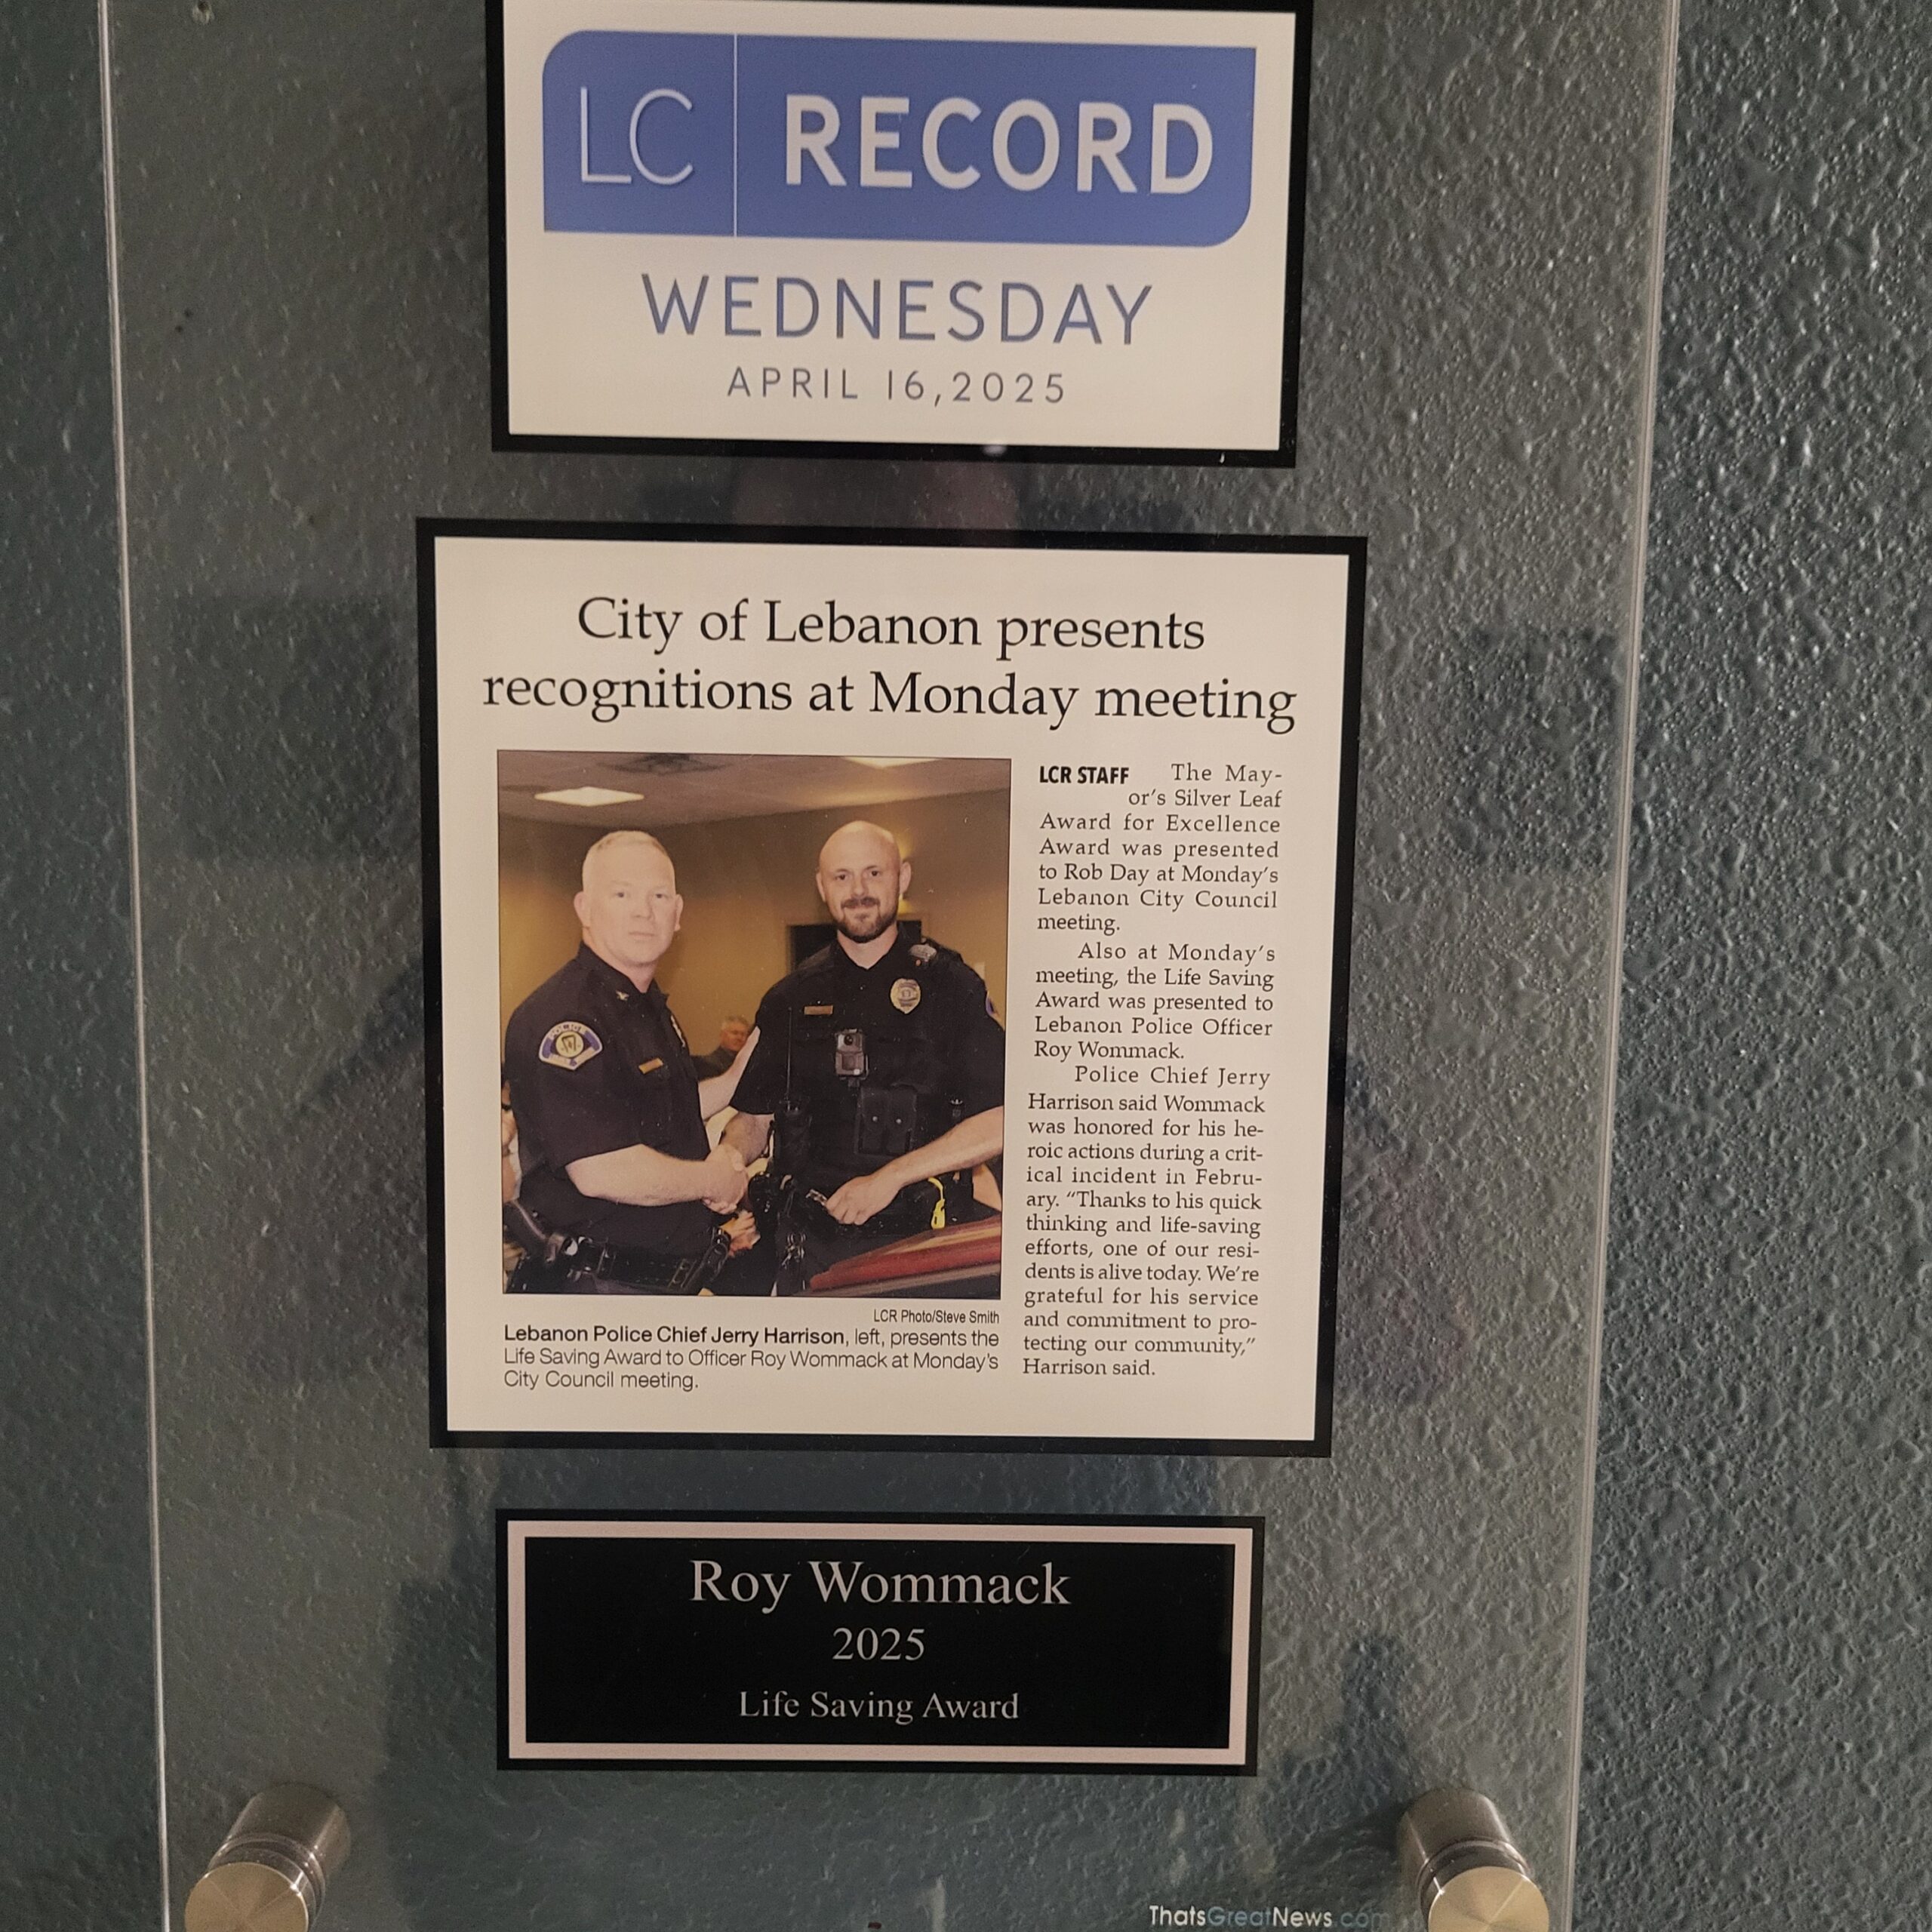 LC RECORD
WEDNESDAY
APRIL 16,2025
City of Lebanon presents
recognitions at Monday meeting
LCR STAFF The May-
or's Silver Leaf
Award for Excellence
Award was presented
to Rob Day at Monday's
Lebanon City Council
meeting.
Also at Monday's
meeting, the Life Saving
Award was presented to
Lebanon Police Officer
Roy Wommack.
Police Chief Jerry
Harrison said Wommack
was honored for his he-
roic actions during a crit-
ical incident in Febru-
ary. "Thanks to his quick
thinking and life-saving
efforts, one of our resi-
dents is alive today. We're
grateful for his service
and commitment to pro-
tecting our community,"
Harrison said.
LCR Photo/Steve Smith
Lebanon Police Chief Jerry Harrison, left, presents the
Life Saving Award to Officer Roy Wommack at Monday's
City Council meeting.
Roy Wommack
2025
Life Saving Award
ThatsGreatNews.com